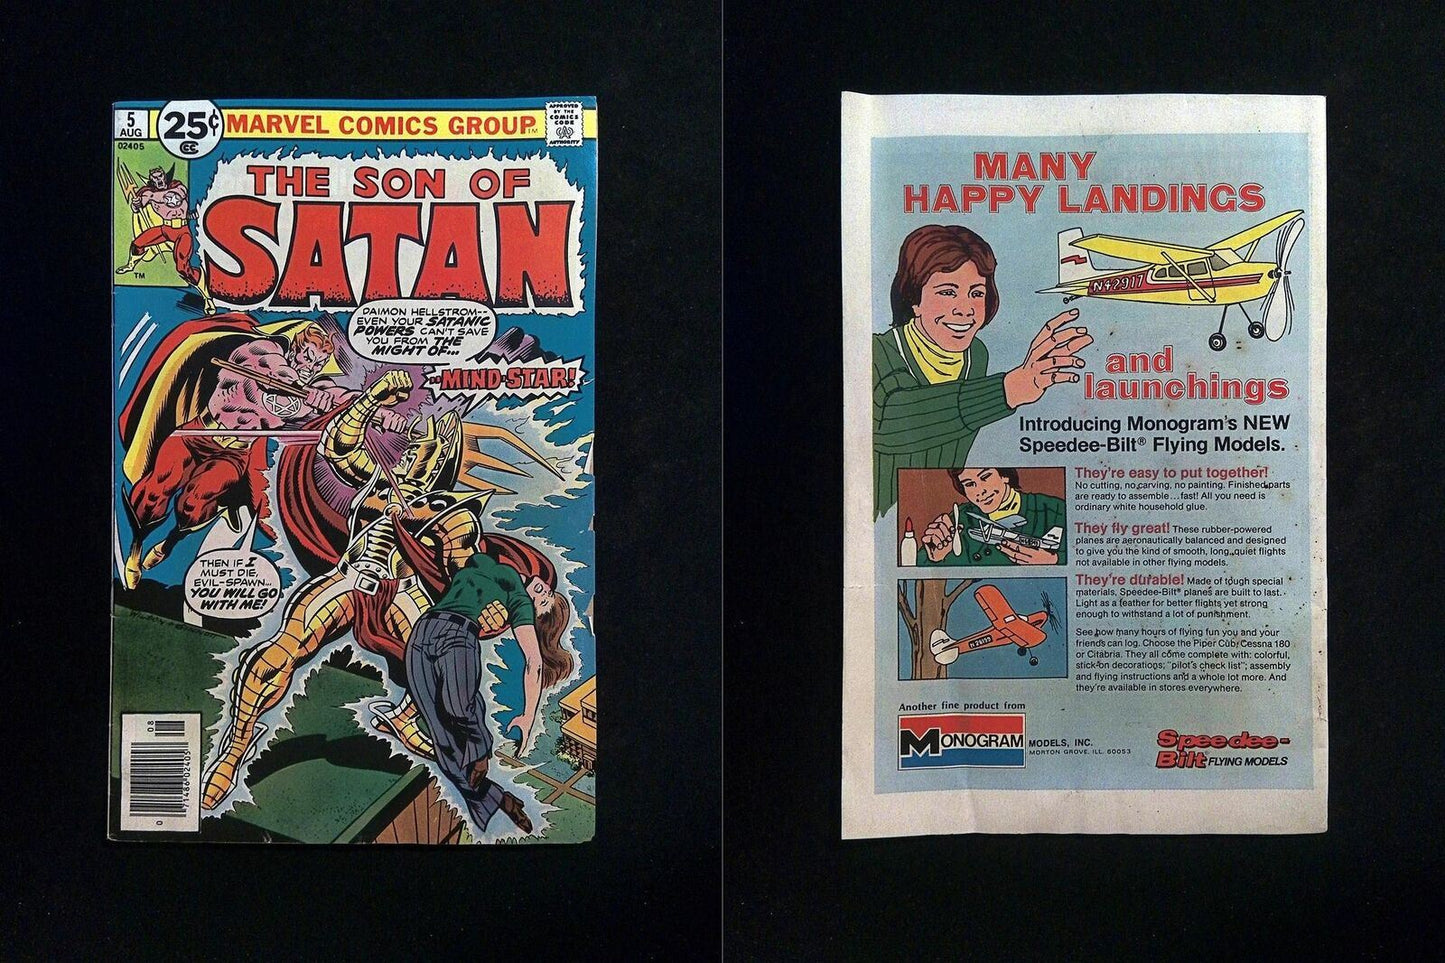 5
AUG
02405
25¢
CC
MARVEL COMICS GROUP TM
APPROVED
BY THE
COMICS
CODE
CA
AUTHORITY
TM
THE SON OF
SATAN
DAIMON HELLSTROM--
EVEN YOUR SATANIC
POWERS CAN'T SAVE
YOU FROM THE
MIGHT OF...
...MIND-STAR!
THEN IF I
MUST DIE,
EVIL-SPAWN...
YOU WILL GO
WITH ME!
08
0
71486 02405
MANY
HAPPY LANDINGS
N42917
and
launchings
Introducing Monogram's NEW
Speedee-Bilt® Flying Models.
They're easy to put together!
No cutting, no carving, no painting. Finished parts
are ready to assemble...fast! All you need is
ordinary white household glue.
They fly great! These rubber-powered
planes are aeronautically balanced and designed
to give you the kind of smooth, long, quiet flights
not available in other flying models.
They're durable! Made of tough special
materials, Speedee-Bilt® planes are built to last.
Light as a feather for better flights yet strong
enough to withstand a lot of punishment.
See how many hours of flying fun you and your
friends can log. Choose the Piper Cub, Cessna 180
or Citabria. They all come complete with: colorful,
stick-on decorations; "pilot's check list"; assembly
and flying instructions and a whole lot more. And
they're available in stores everywhere.
Another fine product from
MONOGRAM MODELS, INC.
MORTON GROVE, ILL. 60053
Speedee-
Bilt FLYING MODELS